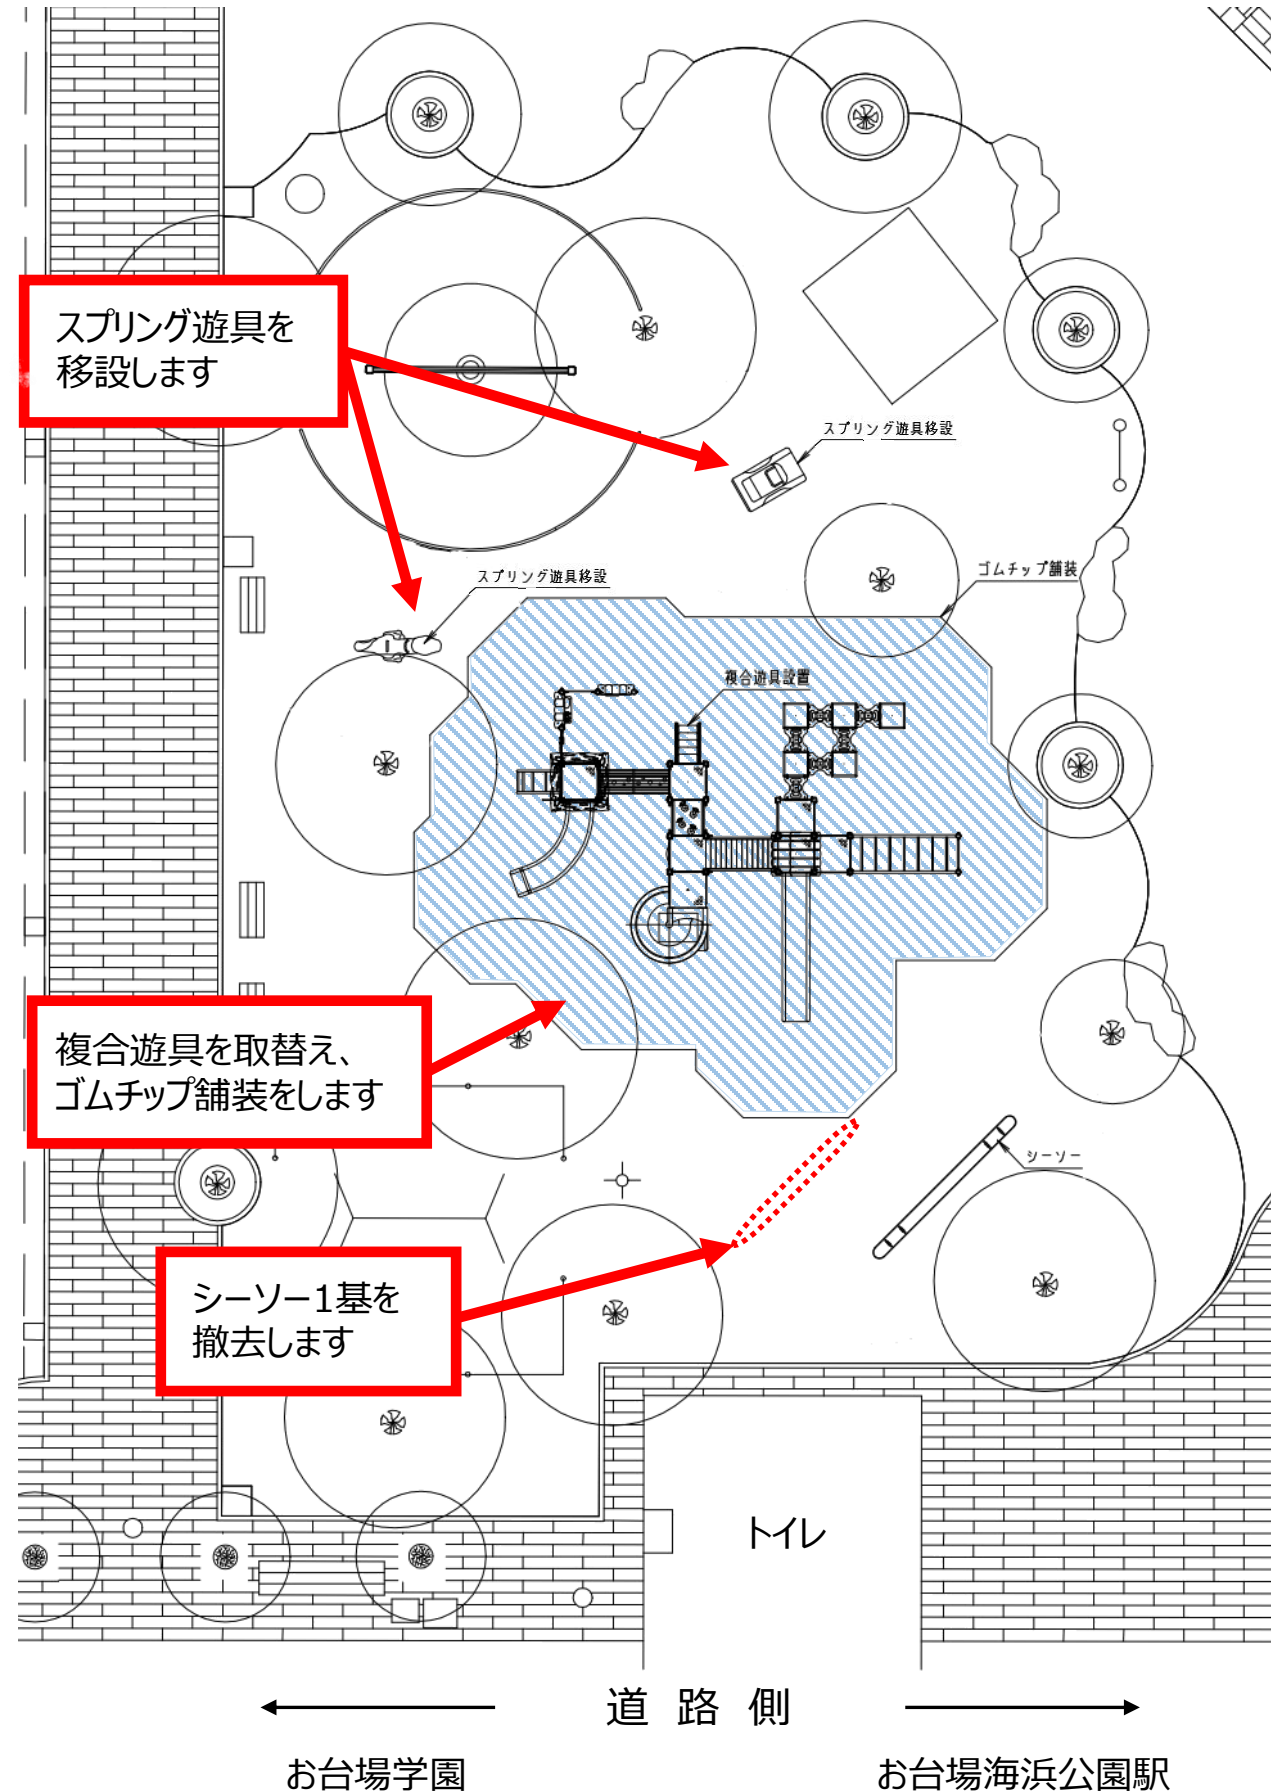 スプリング遊具を
移設します
スプリング遊具移設
スプリング遊具移設
ゴムチップ舗装
複合遊具設置
複合遊具を取替え、
ゴムチップ舗装をします
シーソー
シーソー1基を
撤去します
トイレ
道路側
お台場学園
お台場海浜公園駅